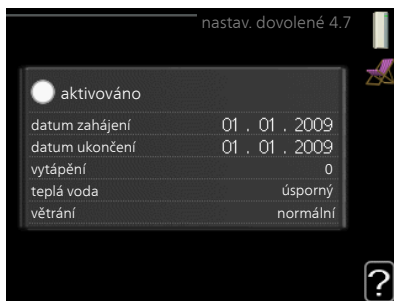 nastav. dovolené 4.7
aktivováno
datum zahájení 01 . 01 . 2009
datum ukončení 01 . 01 . 2009
vytápění 0
teplá voda úsporný
větrání normální
?